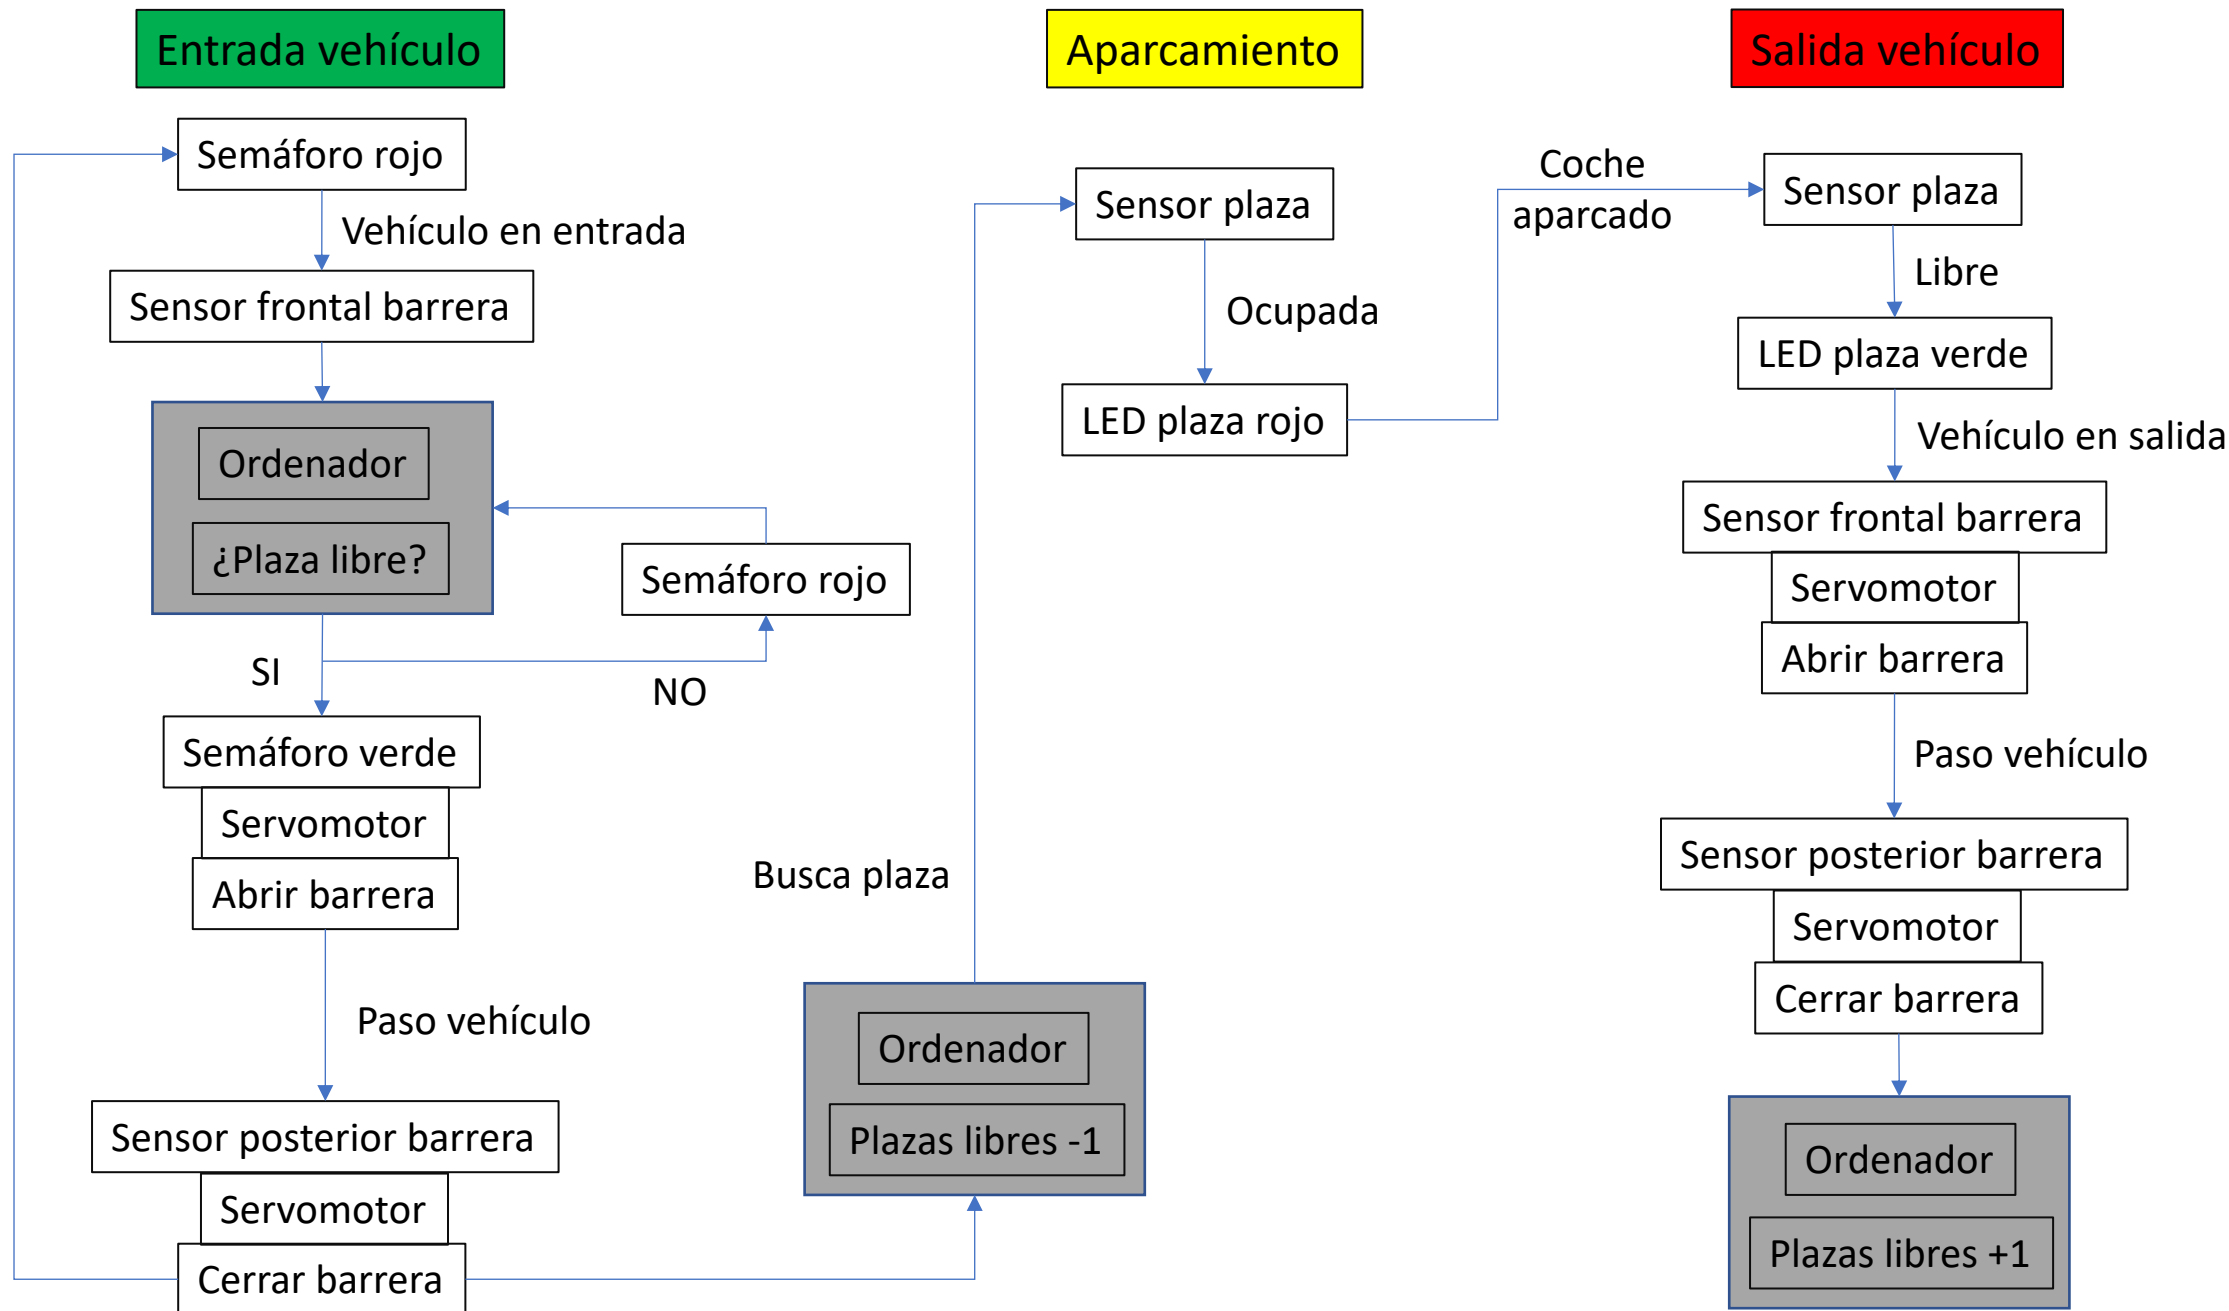 Entrada vehículo
Semáforo rojo
Vehículo en entrada
Sensor frontal barrera
Ordenador
¿Plaza libre?
Semáforo rojo
SI
NO
Semáforo verde
Servomotor
Abrir barrera
Paso vehículo
Sensor posterior barrera
Servomotor
Cerrar barrera
Ordenador
Plazas libres -1
Busca plaza
Aparcamiento
Sensor plaza
Ocupada
LED plaza rojo
Coche
aparcado
Salida vehículo
Sensor plaza
Libre
LED plaza verde
Vehículo en salida
Sensor frontal barrera
Servomotor
Abrir barrera
Paso vehículo
Sensor posterior barrera
Servomotor
Cerrar barrera
Ordenador
Plazas libres +1